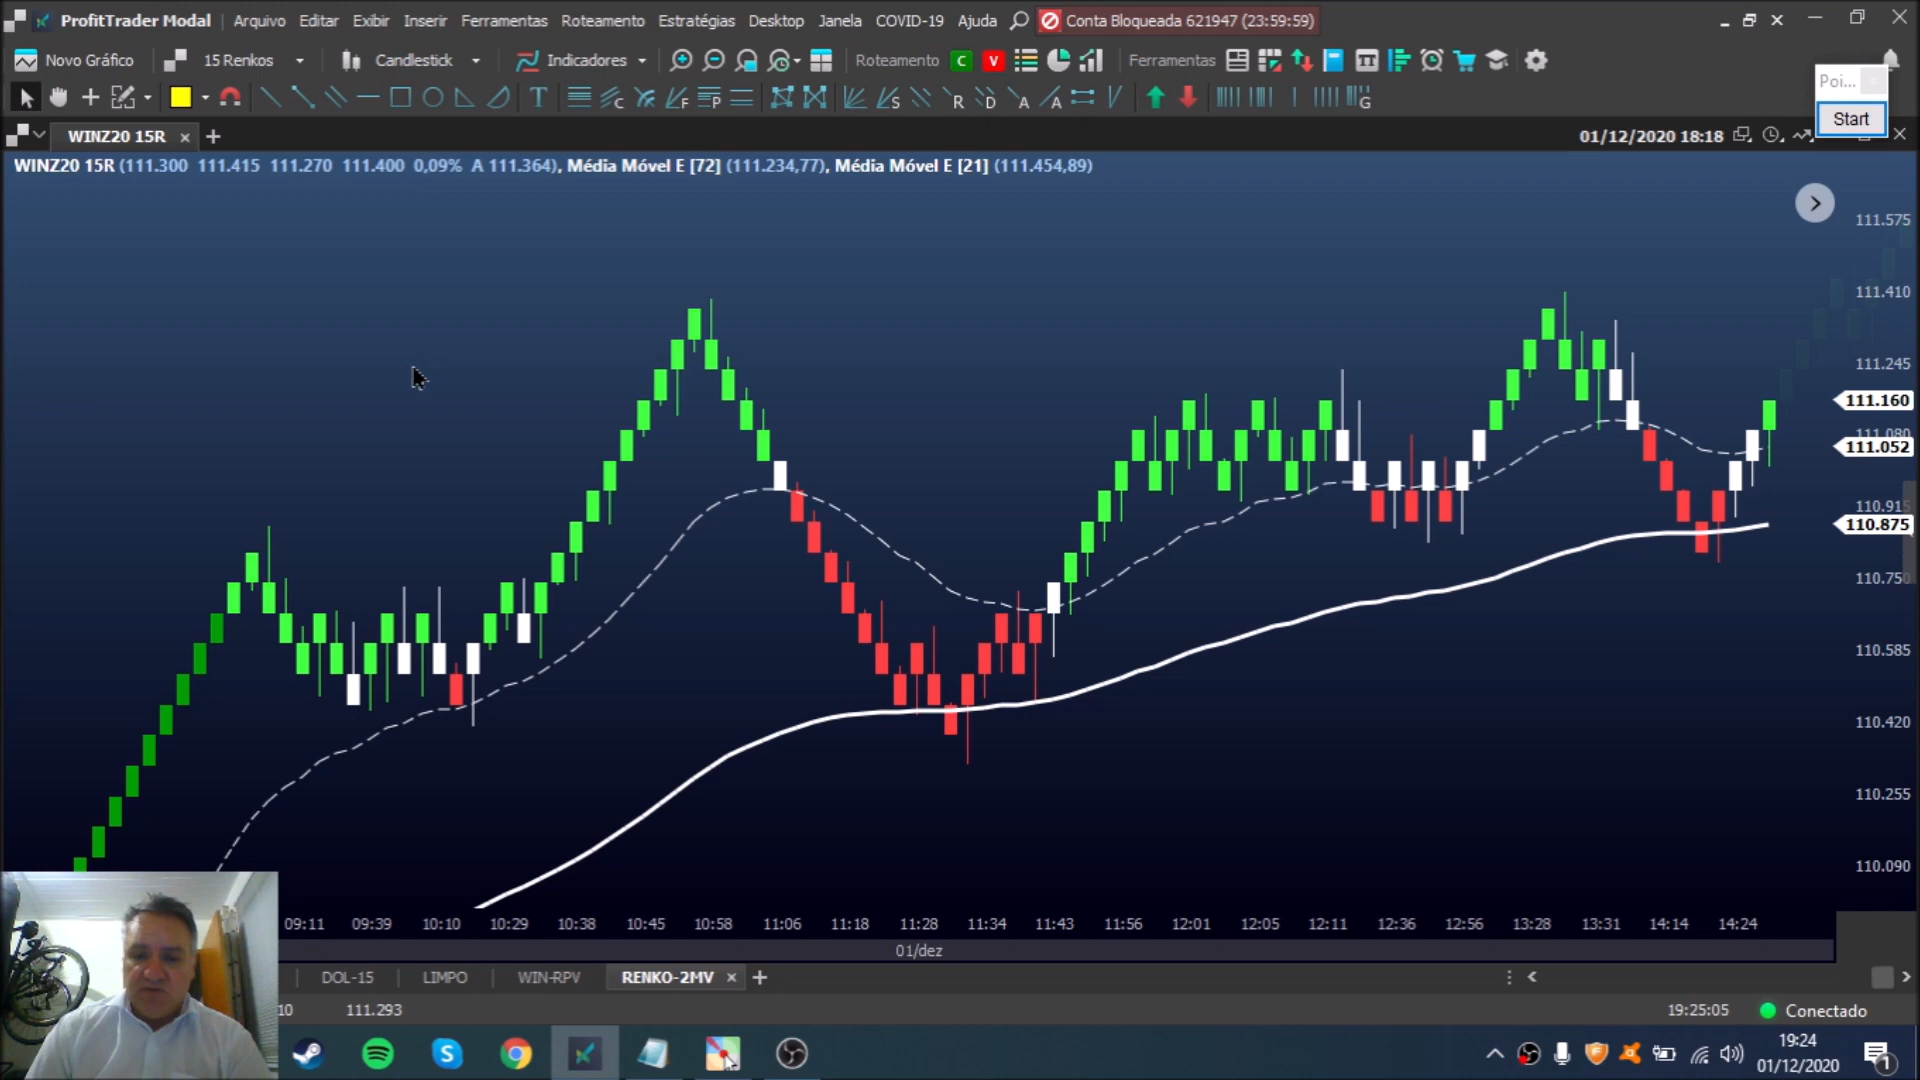 ProfitTrader Modal Arquivo Editar Exibir Inserir Ferramentas Roteamento Estratégias Desktop Janela COVID-19 Ajuda Conta Bloqueada 621947 (23:59:59)
Novo Gráfico 15 Renkos Candlestick Indicadores Roteamento C V Ferramentas
Poi...
Start
WINZ20 15R
01/12/2020 18:18
WINZ20 15R (111.300 111.415 111.270 111.400 0,09% A 111.364), Média Móvel E [72] (111.234,77), Média Móvel E [21] (111.454,89)
111.575
111.410
111.245
111.160
111.080
111.052
110.915
110.875
110.750
110.585
110.420
110.255
110.090
09:11 09:39 10:10 10:29 10:38 10:45 10:58 11:06 11:18 11:28 11:34 11:43 11:56 12:01 12:05 12:11 12:36 12:56 13:28 13:31 14:14 14:24
01/dez
DOL-15 LIMPO WIN-RPV RENKO-2MV
10 111.293 19:25:05 Conectado
19:24
01/12/2020
1